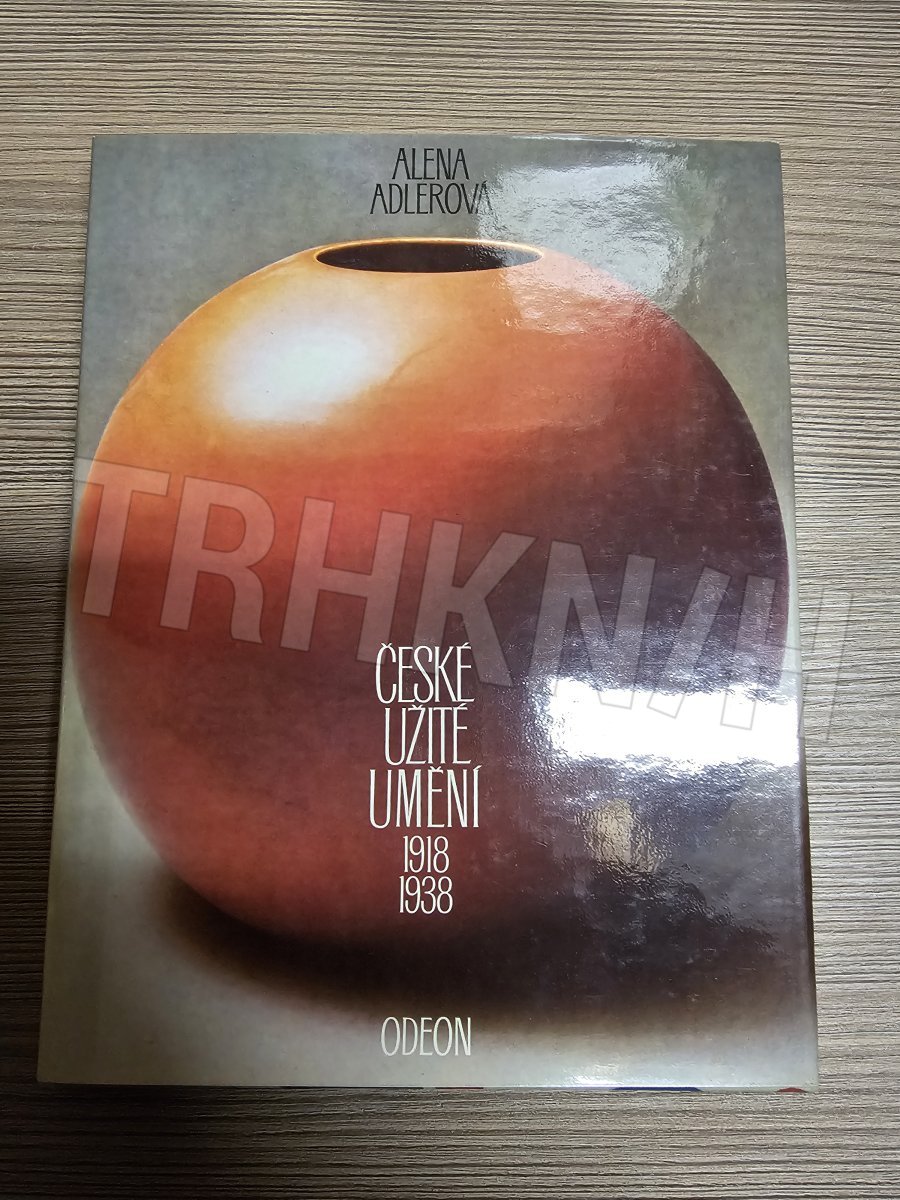 ALENA
ADLEROVÁ
TRHKNIH
ČESKÉ
UŽITÉ
UMĚNÍ
1918
1938
ODEON